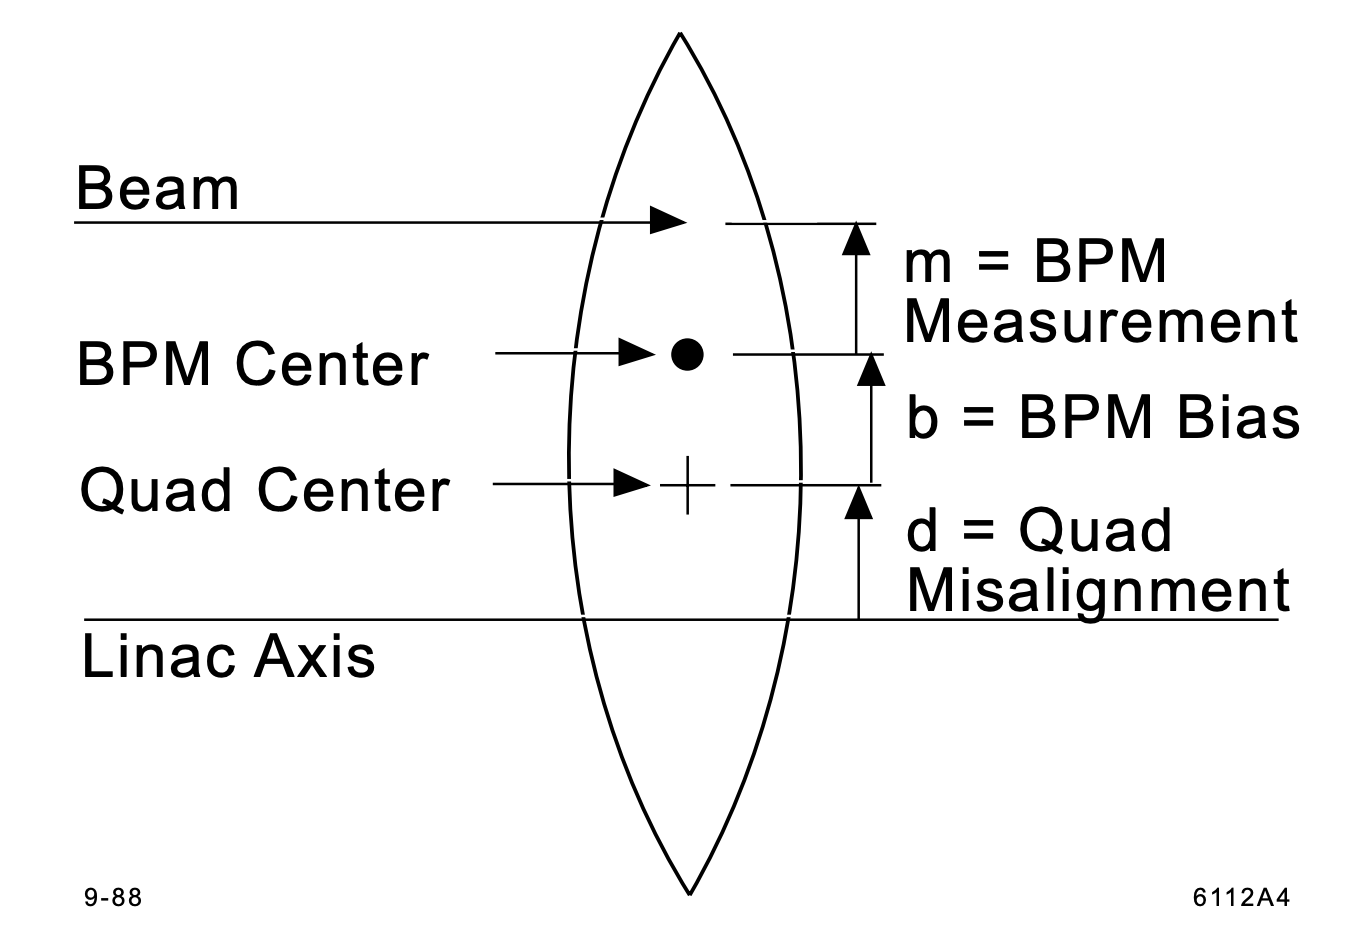 Beam
m = BPM
Measurement
BPM Center
b = BPM Bias
Quad Center
d = Quad
Misalignment
Linac Axis
9-88
6112A4